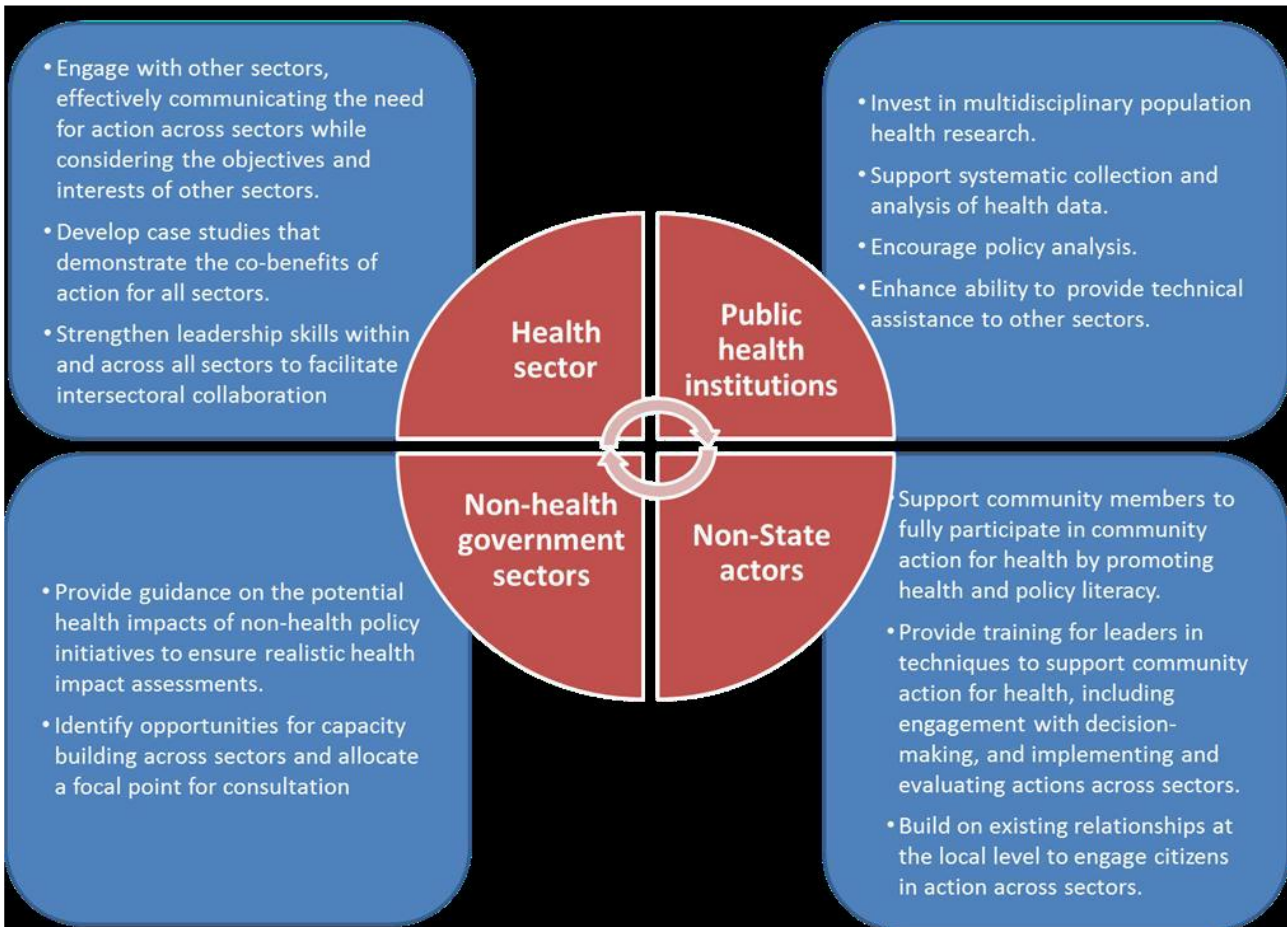 • Engage with other sectors,
effectively communicating the need
for action across sectors while
considering the objectives and
interests of other sectors.
• Develop case studies that
demonstrate the co-benefits of
action for all sectors.
• Strengthen leadership skills within
and across all sectors to facilitate
intersectoral collaboration
• Invest in multidisciplinary population
health research.
• Support systematic collection and
analysis of health data.
• Encourage policy analysis.
• Enhance ability to provide technical
assistance to other sectors.
Health
sector
Public
health
institutions
Non-health
government
sectors
Non-State
actors
• Provide guidance on the potential
health impacts of non-health policy
initiatives to ensure realistic health
impact assessments.
• Identify opportunities for capacity
building across sectors and allocate
a focal point for consultation
• Support community members to
fully participate in community
action for health by promoting
health and policy literacy.
• Provide training for leaders in
techniques to support community
action for health, including
engagement with decision-
making, and implementing and
evaluating actions across sectors.
• Build on existing relationships at
the local level to engage citizens
in action across sectors.